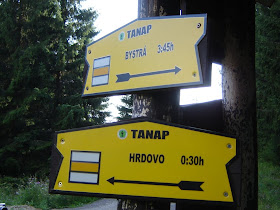 TANAP
BYSTRÁ 3:45h
TANAP
HRDOVO 0:30h